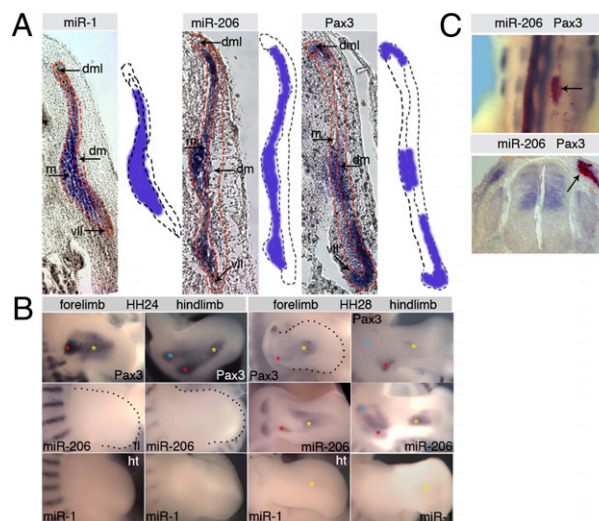 A
miR-1
miR-206
Pax3
C
miR-206 Pax3
dml
dml
dml
m
dm
m
dm
m
dm
vll
vll
vll
miR-206 Pax3
B
forelimb HH24 hindlimb
forelimb HH28 hindlimb
Pax3
Pax3
Pax3
Pax3
miR-206
fl
miR-206
miR-206
miR-206
ht
ht
miR-1
miR-1
miR-1